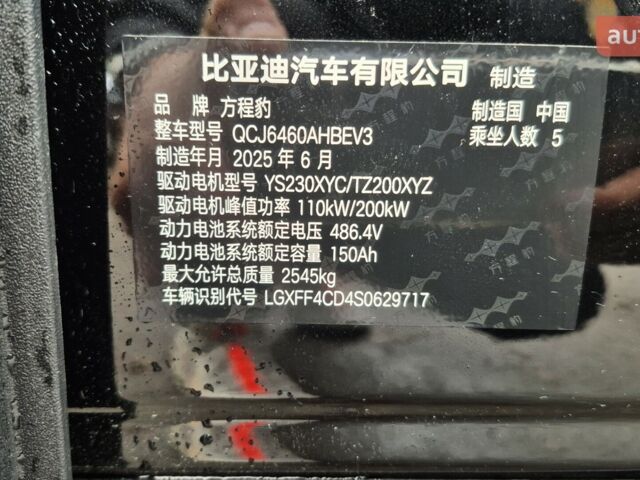 aut
比亚迪汽车有限公司 制造
品 牌 方程豹 制造国 中国
整车型号 QCJ6460AHBEV3 乘坐人数 5
制造年月 2025 年 6 月
驱动电机型号 YS230XYC/TZ200XYZ
驱动电机峰值功率 110kW/200kW
动力电池系统额定电压 486.4V
动力电池系统额定容量 150Ah
最大允许总质量 2545kg
车辆识别代号 LGXFF4CD4S0629717